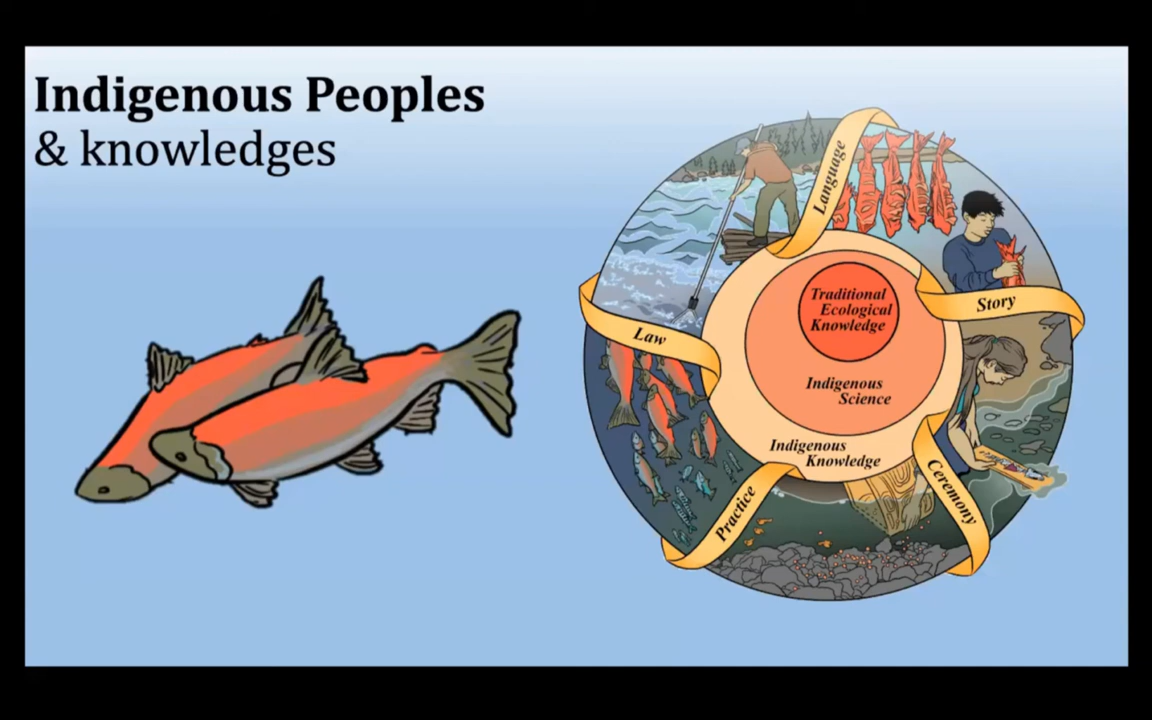 Indigenous Peoples
& knowledges
Language
Traditional
Ecological
Knowledge
Story
Law
Indigenous
Science
Indigenous
Knowledge
Ceremony
Practice